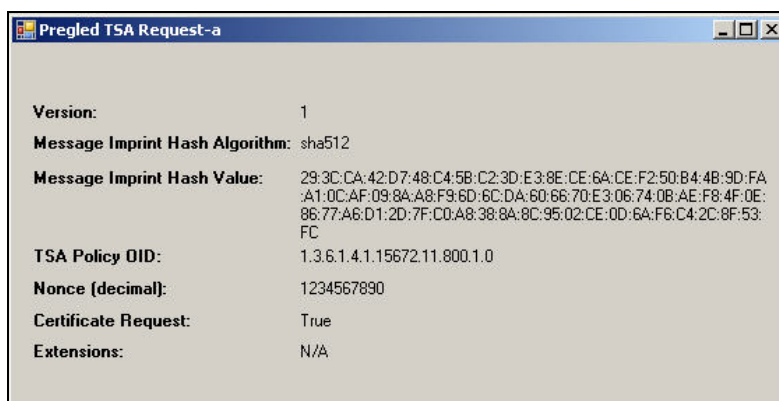 Pregled TSA Request-a
Version: 1
Message Imprint Hash Algorithm: sha512
Message Imprint Hash Value: 29:3C:CA:42:D7:48:C4:5B:C2:3D:E3:8E:CE:6A:CE:F2:50:B4:4B:9D:FA
:A1:0C:AF:09:8A:A8:F9:6D:6C:DA:60:66:70:E3:06:74:0B:AE:F8:4F:0E:
86:77:A6:D1:2D:7F:C0:A8:38:8A:8C:95:02:CE:0D:6A:F6:C4:2C:8F:53:
FC
TSA Policy OID: 1.3.6.1.4.1.15672.11.800.1.0
Nonce (decimal): 1234567890
Certificate Request: True
Extensions: N/A